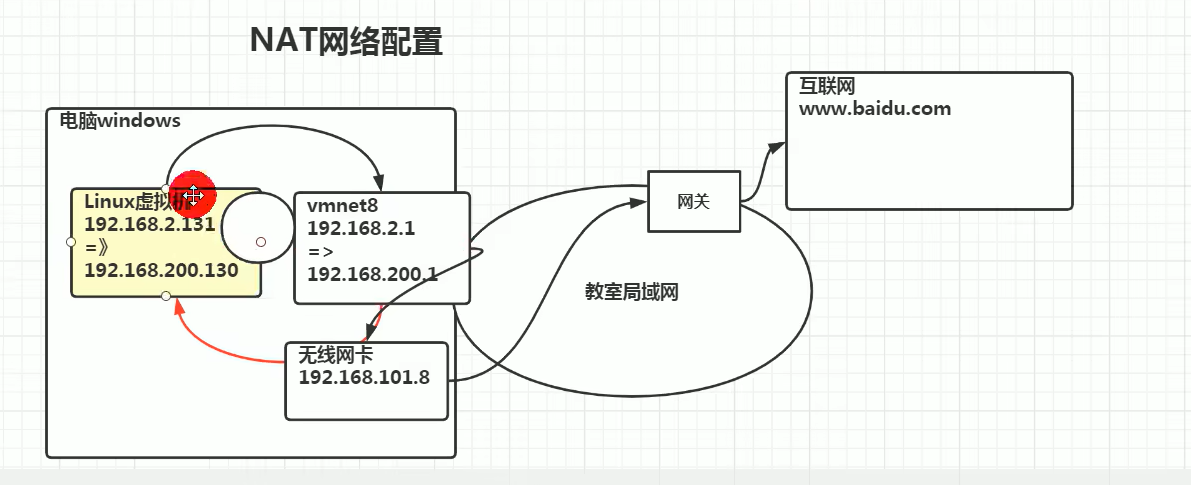 NAT网络配置
互联网
www.baidu.com
电脑windows
Linux虚拟机
192.168.2.131
=》
192.168.200.130
vmnet8
192.168.2.1
=>
192.168.200.1
网关
教室局域网
无线网卡
192.168.101.8